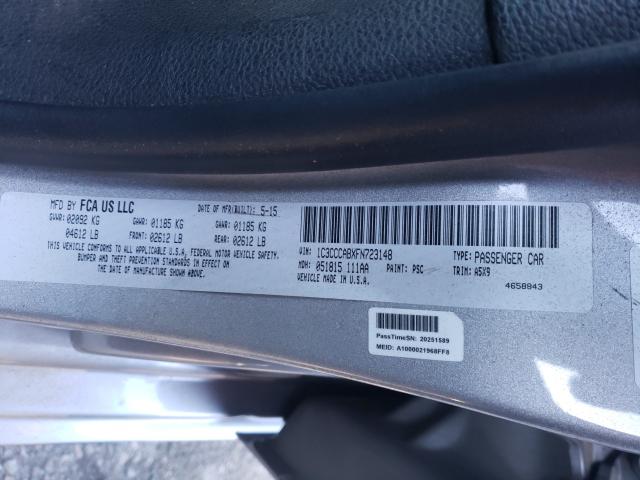 MFD BY FCA US LLC
DATE OF MFR(BUILT): 5-15
GVWR: 02092 KG
GAWR: 01185 KG
GAWR: 01185 KG
04612 LB
FRONT: 02612 LB
REAR: 02612 LB
THIS VEHICLE CONFORMS TO ALL APPLICABLE U.S.A. FEDERAL MOTOR VEHICLE SAFETY,
BUMPER AND THEFT PREVENTION STANDARDS IN EFFECT ON
THE DATE OF MANUFACTURE SHOWN ABOVE.
VIN: 1C3CCCABXFN723148
TYPE: PASSENGER CAR
MDH: 051815 111AA
PAINT: PSC
TRIM: A5X9
VEHICLE MADE IN U.S.A.
4658843
PassTimeSN: 20251589
MEID: A1000021968FF8